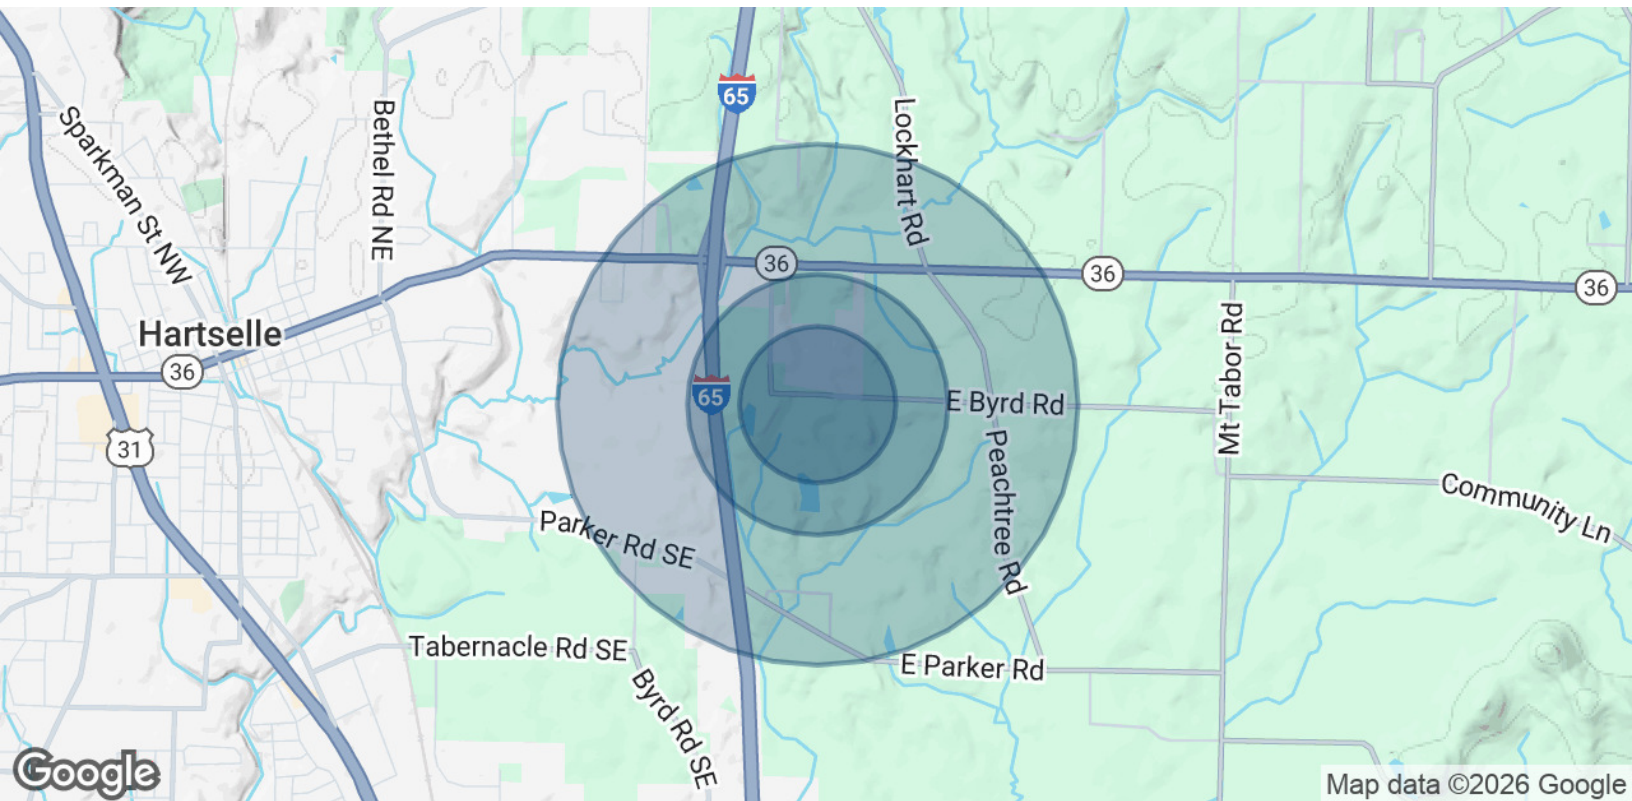 65
Sparkman St NW
Bethel Rd NE
Lockhart Rd
36
36
36
Hartselle
36
Mt Tabor Rd
65
E Byrd Rd
31
Peachtree Rd
Community Ln
Parker Rd SE
Tabernacle Rd SE
E Parker Rd
Byrd Rd SE
Google
Map data ©2026 Google